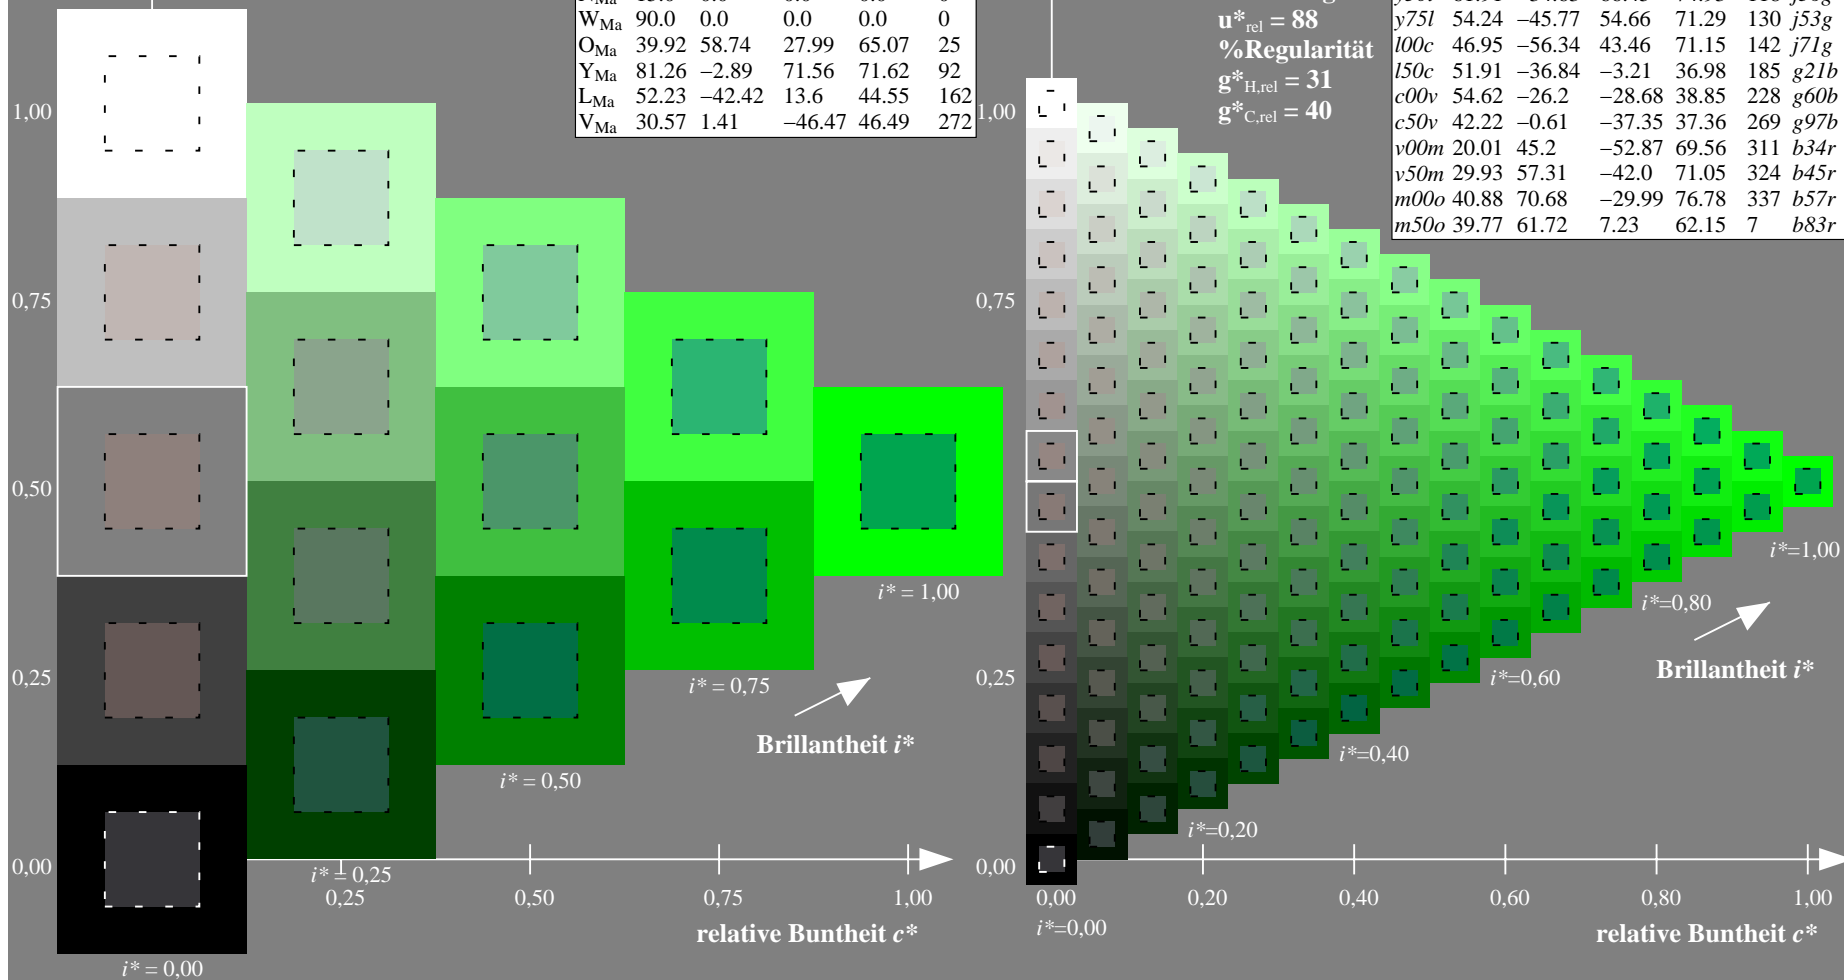 W_Ma 90.0 0.0 0.0 0.0 0
O_Ma 39.92 58.74 27.99 65.07 25
Y_Ma 81.26 −2.89 71.56 71.62 92
L_Ma 52.23 −42.42 13.6 44.55 162
V_Ma 30.57 1.41 −46.47 46.49 272
u*_rel = 88
%Regularität
g*_H,rel = 31
g*_C,rel = 40
y75l 54.24 −45.77 54.66 71.29 130 j53g
l00c 46.95 −56.34 43.46 71.15 142 j71g
l50c 51.91 −36.84 −3.21 36.98 185 g21b
c00v 54.62 −26.2 −28.68 38.85 228 g60b
c50v 42.22 −0.61 −37.35 37.36 269 g97b
v00m 20.01 45.2 −52.87 69.56 311 b34r
v50m 29.93 57.31 −42.0 71.05 324 b45r
m00o 40.88 70.68 −29.99 76.78 337 b57r
m50o 39.77 61.72 7.23 62.15 7 b83r
1,00
0,75
0,50
0,25
0,00
i* = 1,00
i* = 0,75
Brillantheit i*
i* = 0,50
i* = 0,25
0,25 0,50 0,75 1,00
relative Buntheit c*
i* = 0,00
1,00
0,75
0,50
0,25
0,00
i*=1,00
i*=0,80
Brillantheit i*
i*=0,60
i*=0,40
i*=0,20
0,00 0,20 0,40 0,60 0,80 1,00
i*=0,00
relative Buntheit c*